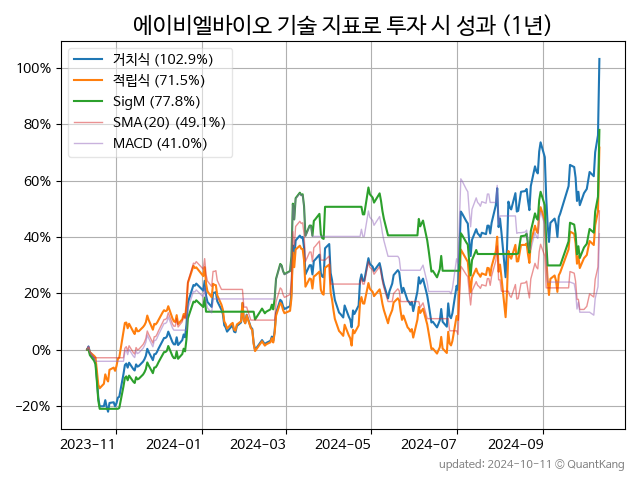 에이비엘바이오 기술 지표로 투자 시 성과 (1년)
거치식 (102.9%)
적립식 (71.5%)
SigM (77.8%)
SMA(20) (49.1%)
MACD (41.0%)
100%
80%
60%
40%
20%
0%
−20%
2023-11 2024-01 2024-03 2024-05 2024-07 2024-09
updated: 2024-10-11 © QuantKang